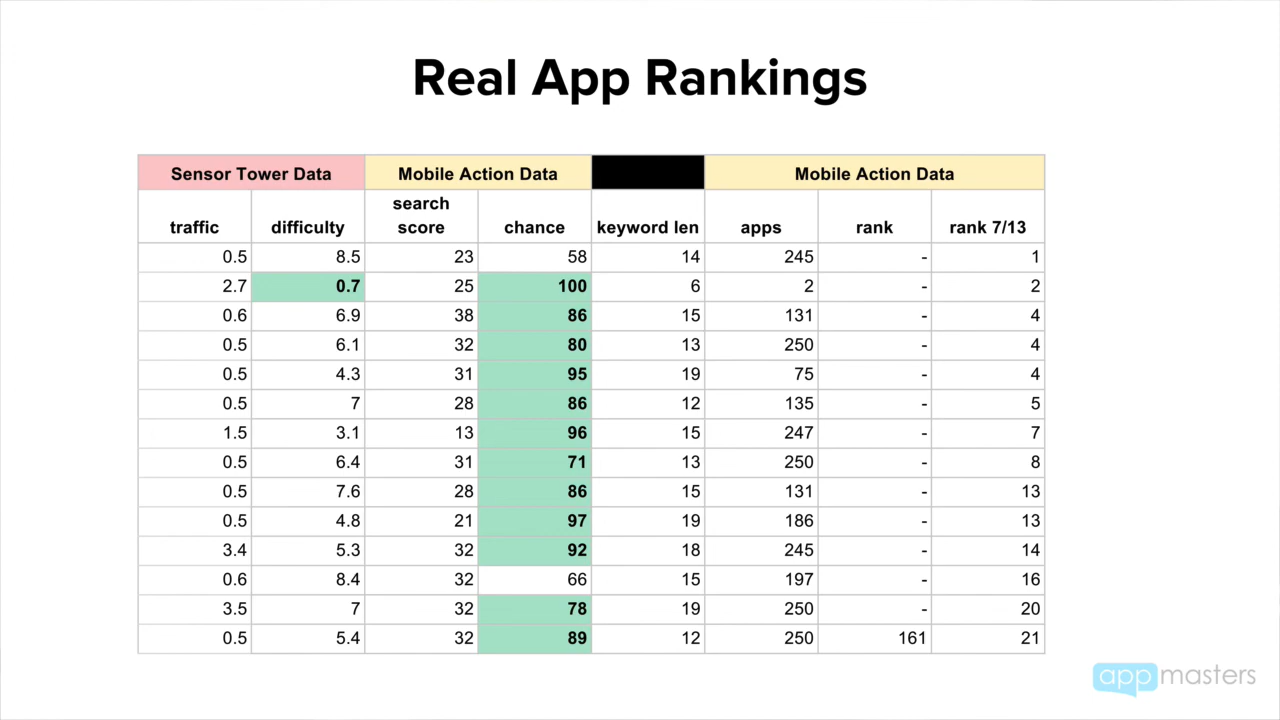 Real App Rankings
Sensor Tower Data Mobile Action Data Mobile Action Data
traffic difficulty search score chance keyword len apps rank rank 7/13
0.5 8.5 23 58 14 245 - 1
2.7 0.7 25 100 6 2 - 2
0.6 6.9 38 86 15 131 - 4
0.5 6.1 32 80 13 250 - 4
0.5 4.3 31 95 19 75 - 4
0.5 7 28 86 12 135 - 5
1.5 3.1 13 96 15 247 - 7
0.5 6.4 31 71 13 250 - 8
0.5 7.6 28 86 15 131 - 13
0.5 4.8 21 97 19 186 - 13
3.4 5.3 32 92 18 245 - 14
0.6 8.4 32 66 15 197 - 16
3.5 7 32 78 19 250 - 20
0.5 5.4 32 89 12 250 161 21
appmasters